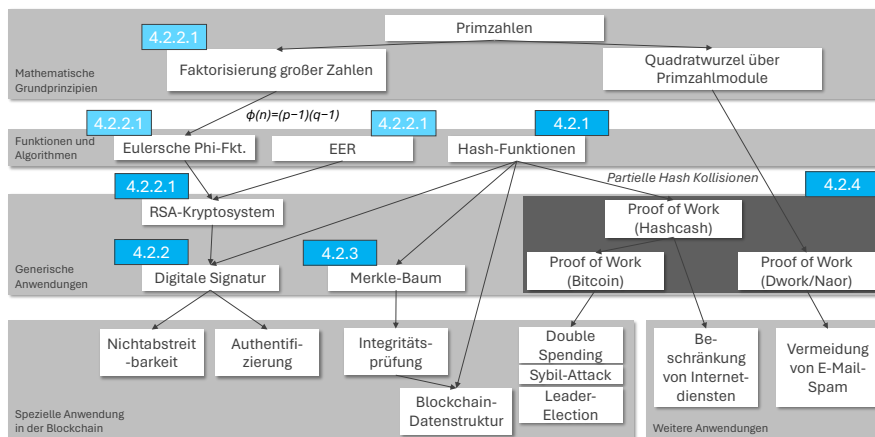 Primzahlen
4.2.2.1
Faktorisierung großer Zahlen
Quadratwurzel über
Primzahlmodule
Mathematische
Grundprinzipien
ϕ(n)=(p−1)(q−1)
4.2.2.1
4.2.2.1
4.2.1
Funktionen und
Algorithmen
Eulersche Phi-Fkt.
EER
Hash-Funktionen
Partielle Hash Kollisionen
4.2.2.1
4.2.4
RSA-Kryptosystem
Proof of Work
(Hashcash)
4.2.2
4.2.3
Generische
Anwendungen
Digitale Signatur
Merkle-Baum
Proof of Work
(Bitcoin)
Proof of Work
(Dwork/Naor)
Nichtabstreit
-barkeit
Authentifi-
zierung
Integritäts-
prüfung
Double
Spending
Sybil-Attack
Leader-
Election
Be-
schränkung
von Internet-
diensten
Vermeidung
von E-Mail-
Spam
Blockchain-
Datenstruktur
Spezielle Anwendung
in der Blockchain
Weitere Anwendungen